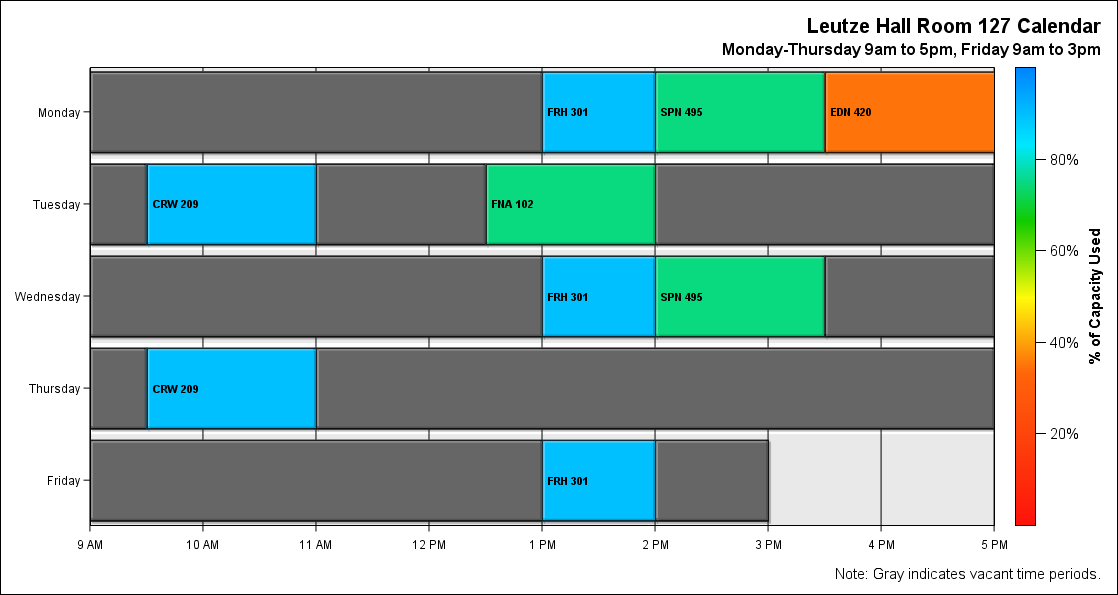 Leutze Hall Room 127 Calendar
Monday-Thursday 9am to 5pm, Friday 9am to 3pm
Monday
FRH 301
SPN 495
EDN 420
Tuesday
CRW 209
FNA 102
Wednesday
FRH 301
SPN 495
Thursday
CRW 209
Friday
FRH 301
9 AM
10 AM
11 AM
12 PM
1 PM
2 PM
3 PM
4 PM
5 PM
80%
60%
40%
20%
% of Capacity Used
Note: Gray indicates vacant time periods.